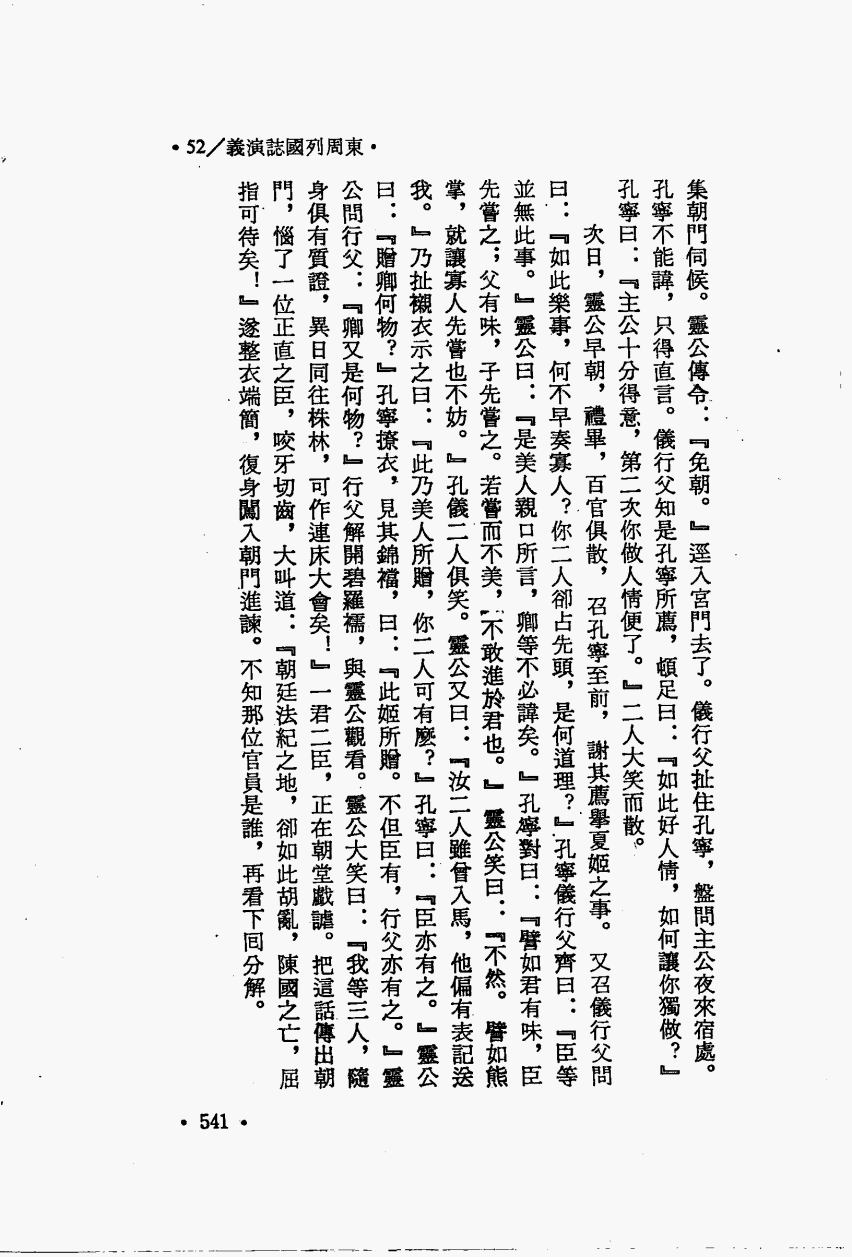 •52／義演誌國列周東•
集朝門伺候。靈公傳令：『免朝。』逕入宮門去了。儀行父扯住孔寧，盤問主公夜來宿處。
孔寧不能諱，只得直言。儀行父知是孔寧所薦，頓足曰：『如此好人情，如何讓你獨做？』
孔寧曰：『主公十分得意，第二次你做人情便了。』二人大笑而散。
次日，靈公早朝，禮畢，百官俱散，召孔寧至前，謝其薦舉夏姬之事。又召儀行父問
曰：『如此樂事，何不早奏寡人？你二人卻占先頭，是何道理？』孔寧儀行父齊曰：『臣等
並無此事。』靈公曰：『是美人親口所言，卿等不必諱矣。』孔寧對曰：『譬如君有味，臣
先嘗之；父有味，子先嘗之。若嘗而不美，不敢進於君也。』靈公笑曰：『不然。譬如熊
掌，就讓寡人先嘗也不妨。』孔儀二人俱笑。靈公又曰：『汝二人雖曾入馬，他偏有表記送
我。』乃扯襯衣示之曰：『此乃美人所贈，你二人可有麼？』孔寧曰：『臣亦有之。』靈公
曰：『贈卿何物？』孔寧撩衣，見其錦襠，曰：『此姬所贈。不但臣有，行父亦有之。』靈
公問行父：『卿又是何物？』行父解開碧羅襦，與靈公觀看。靈公大笑曰：『我等三人，隨
身俱有質證，異日同往株林，可作連床大會矣！』一君二臣，正在朝堂戲謔。把這話傳出朝
門，惱了一位正直之臣，咬牙切齒，大叫道：『朝廷法紀之地，卻如此胡亂，陳國之亡，屈
指可待矣！』遂整衣端簡，復身闖入朝門進諫。不知那位官員是誰，再看下回分解。
•541•